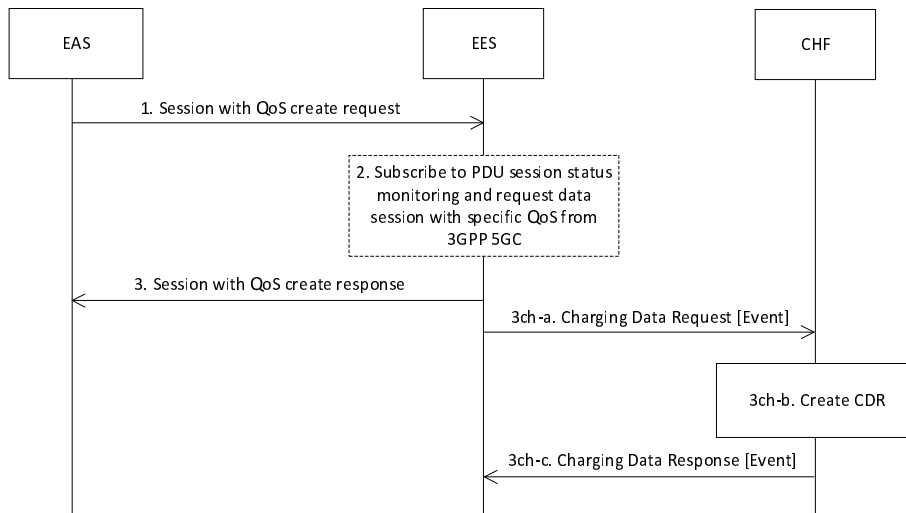 EAS
EES
CHF
1. Session with QoS create request
2. Subscribe to PDU session status
monitoring and request data
session with specific QoS from
3GPP 5GC
3. Session with QoS create response
3ch-a. Charging Data Request [Event]
3ch-b. Create CDR
3ch-c. Charging Data Response [Event]